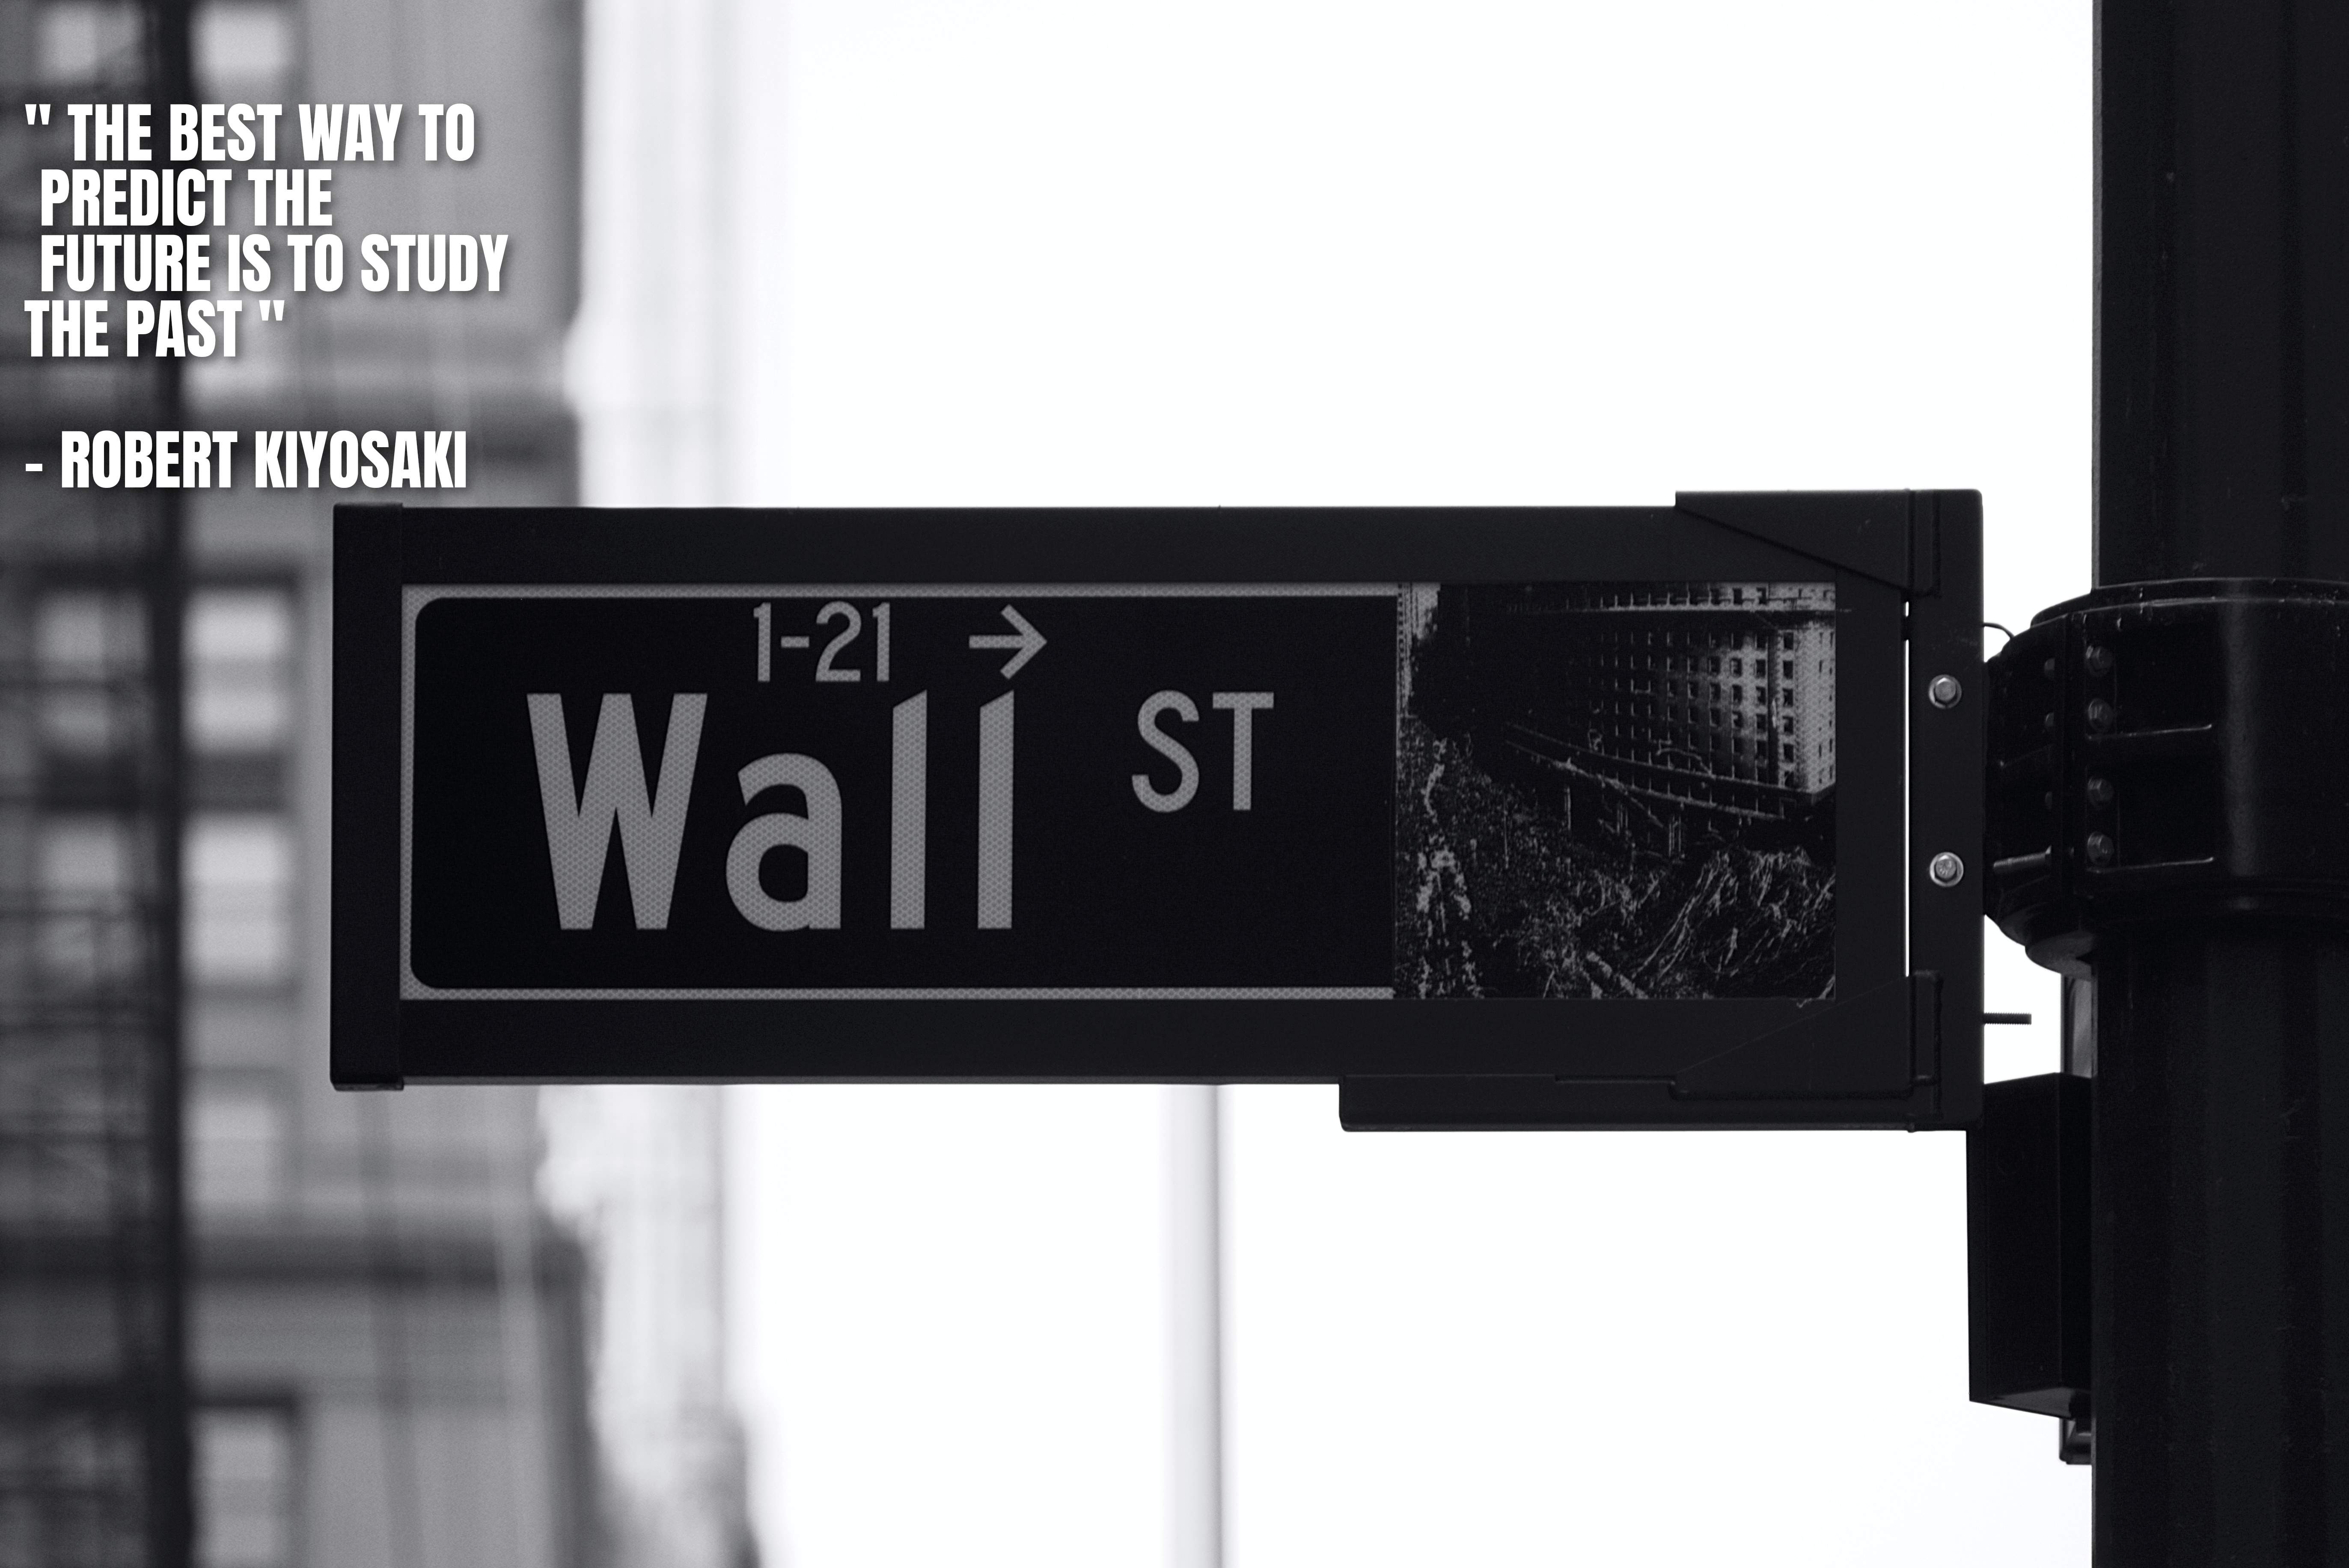 " THE BEST WAY TO
PREDICT THE
FUTURE IS TO STUDY
THE PAST "
- ROBERT KIYOSAKI
1-21 →
Wall ST